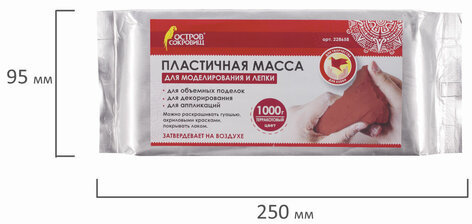 ОСТРОВ
СОКРОВИЩ
арт. 228658
ПЛАСТИЧНАЯ МАССА
ДЛЯ МОДЕЛИРОВАНИЯ И ЛЕПКИ
• для объемных поделок
• для декорирования
• для аппликаций
Можно раскрашивать гуашью,
акриловыми красками,
покрывать лаком.
ЗАТВЕРДЕВАЕТ НА ВОЗДУХЕ
1000г
ТЕРРАКОТОВЫЙ
ЦВЕТ
95 мм
250 мм